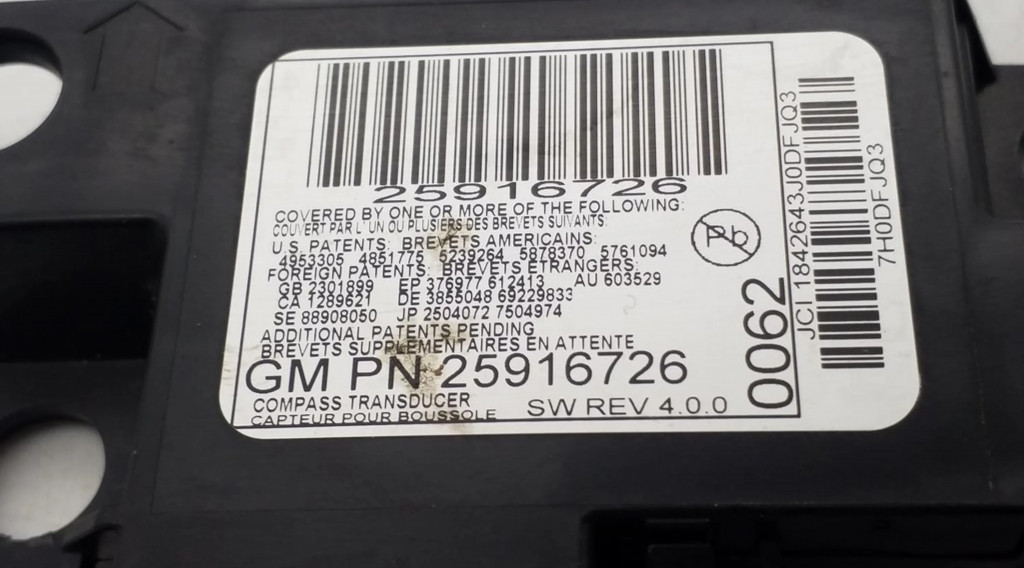 25916726
COVERED BY ONE OR MORE OF THE FOLLOWING:
COUVERT PAR L' UN OU PLUSIERS DES BREVETS SUIVANTS:
U.S. PATENTS: BREVETS AMERICAINS:
4953305 4851775 5239264 5878370 5761094
FOREIGN PATENTS: BREVETS ETRANGERS:
GB 2301899 EP 376977 612413 AU 603529
CA 1289621 DE 3855048 69229833
SE 88908050 JP 2504072 7504974
ADDITIONAL PATENTS PENDING
BREVETS SUPPLEMENTAIRES EN ATTENTE
GM PN 25916726
COMPASS TRANSDUCER
CAPTEUR POUR BOUSSOLE SW REV 4.0.0
Pb
0062
JCI 1842643J0DFJQ3
7H0DFJQ3